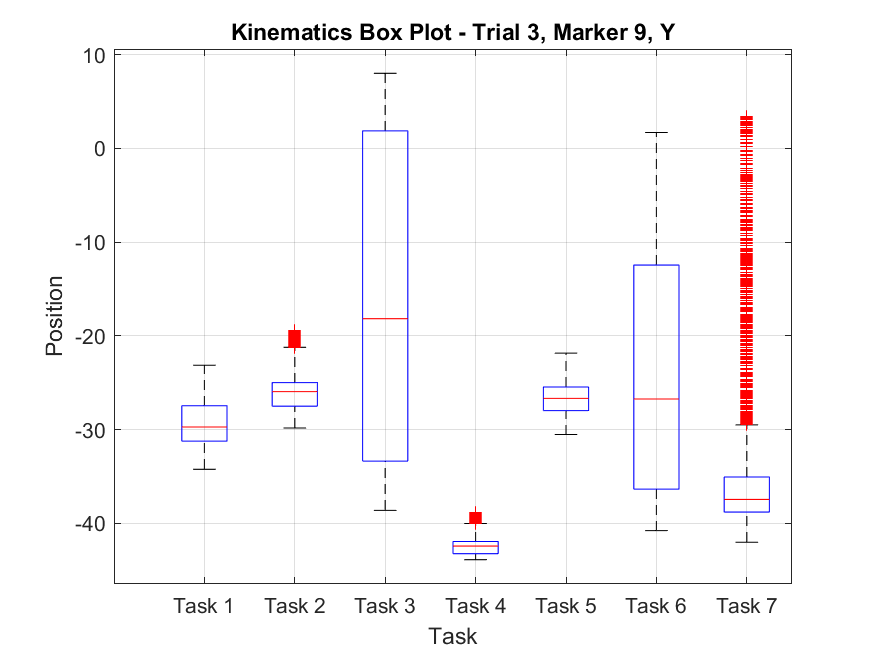 Kinematics Box Plot - Trial 3, Marker 9, Y
10
0
-10
-20
-30
-40
Position
Task 1 Task 2 Task 3 Task 4 Task 5 Task 6 Task 7
Task